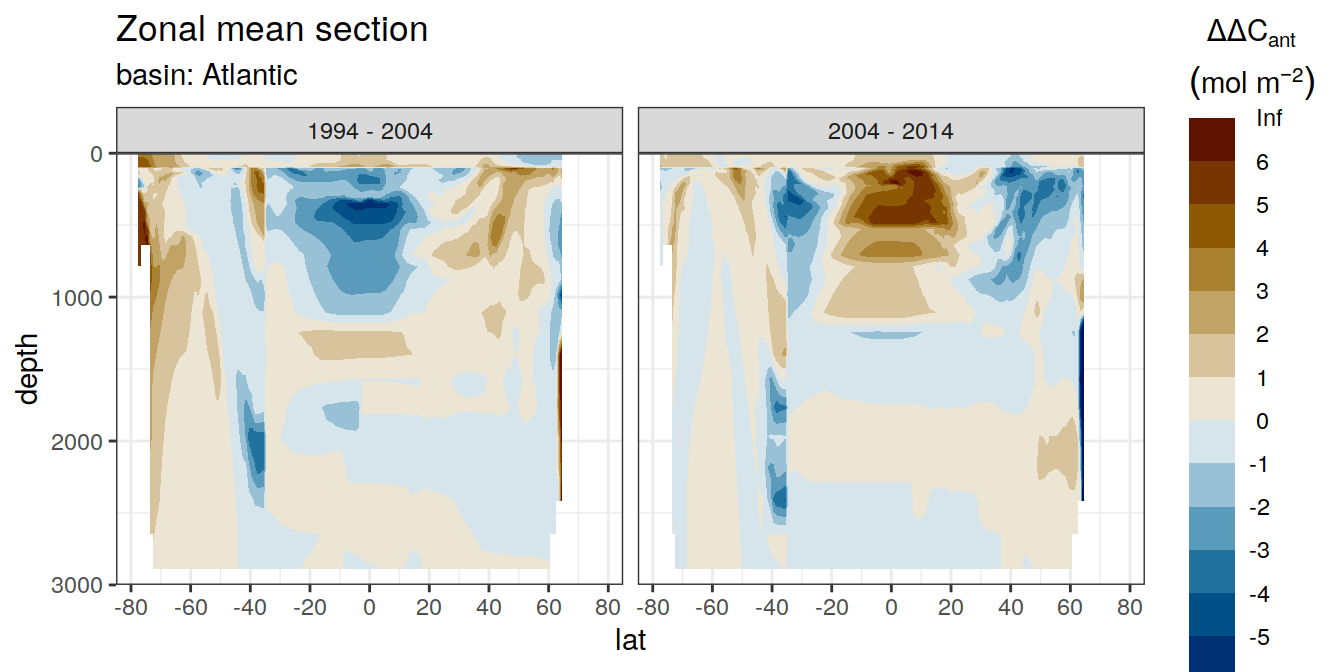 Zonal mean section
basin: Atlantic
ΔΔCant
(mol m−2)
1994 - 2004
2004 - 2014
Inf
6
5
4
3
2
1
0
-1
-2
-3
-4
-5
depth
0
1000
2000
3000
-80 -60 -40 -20 0 20 40 60 80
-80 -60 -40 -20 0 20 40 60 80
lat